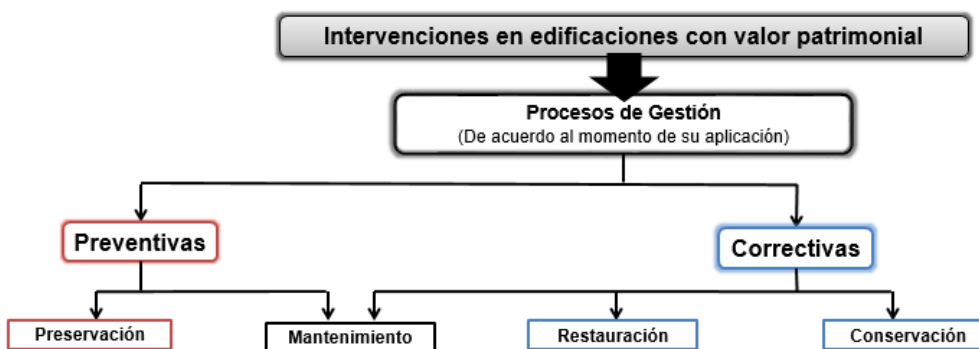 Intervenciones en edificaciones con valor patrimonial
Procesos de Gestión
(De acuerdo al momento de su aplicación)
Preventivas
Correctivas
Preservación
Mantenimiento
Restauración
Conservación